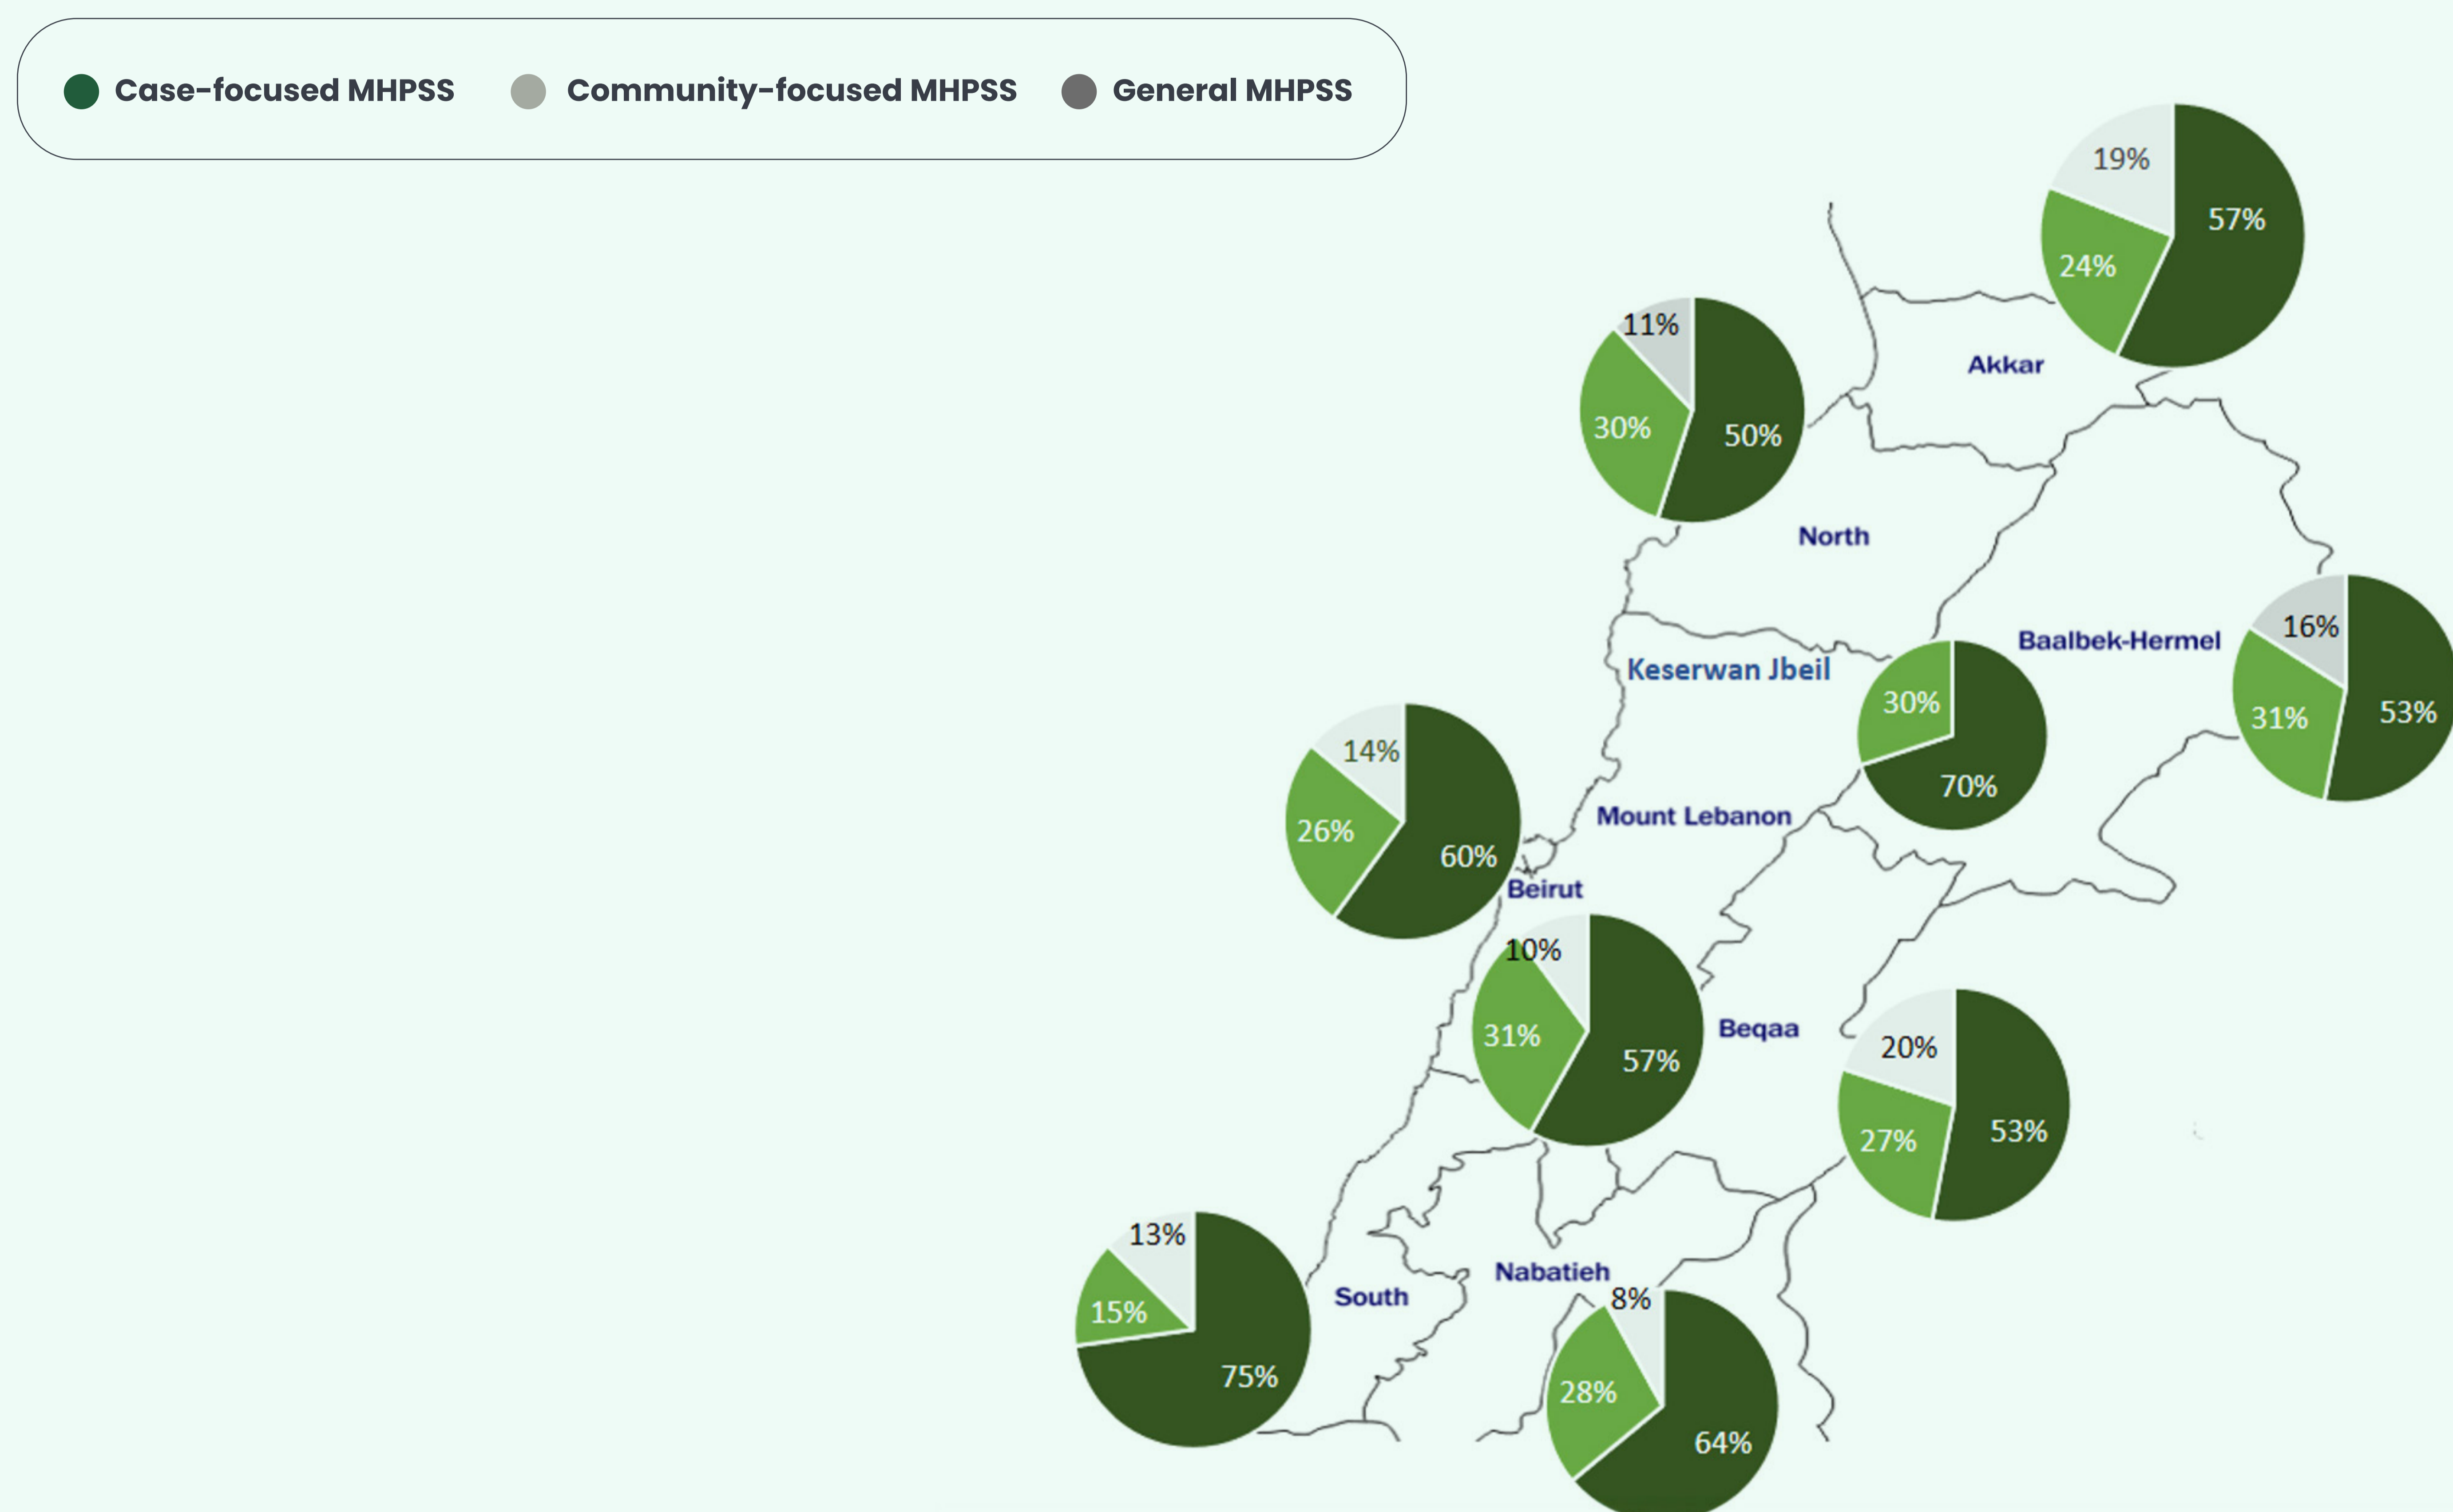 Case-focused MHPSS
Community-focused MHPSS
General MHPSS
19%
57%
24%
Akkar
11%
30%
50%
North
16%
31%
53%
Baalbek-Hermel
Keserwan Jbeil
30%
70%
14%
26%
60%
Mount Lebanon
Beirut
10%
31%
57%
Beqaa
20%
27%
53%
13%
15%
75%
South
Nabatieh
8%
28%
64%